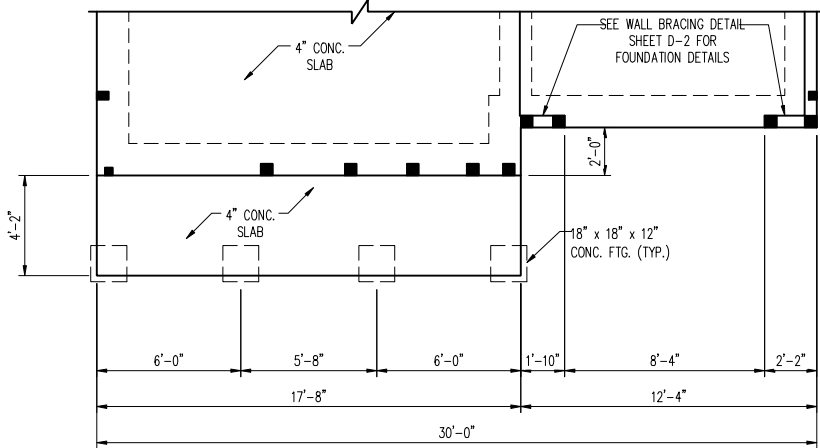 4" CONC.
SLAB
SEE WALL BRACING DETAIL
SHEET D-2 FOR
FOUNDATION DETAILS
2'-0"
4'-2"
4" CONC.
SLAB
18" x 18" x 12"
CONC. FTG. (TYP.)
6'-0"
5'-8"
6'-0"
1'-10"
8'-4"
2'-2"
17'-8"
12'-4"
30'-0"